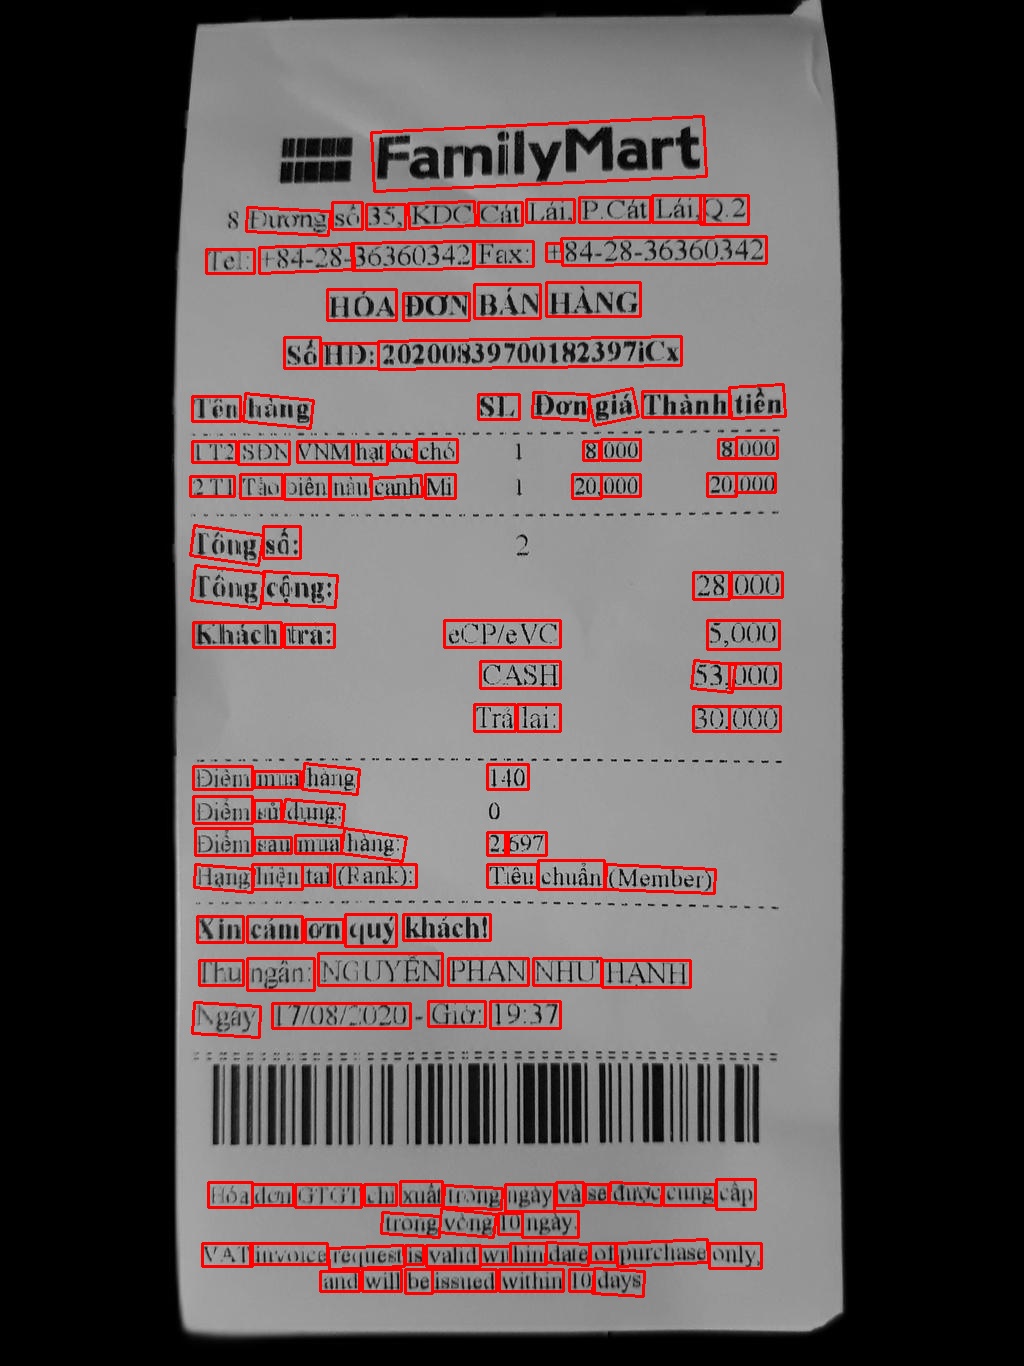 FamilyMart
8 Đường số 35, KDC Cát Lái, P.Cát Lái,Q.2
Tel: +84-28-36360342 Fax: +84-28-36360342
HÓA ĐƠN BÁN HÀNG
Số HĐ: 20200839700182397iCx
Tên hàng SL Đơn giá Thành tiền
1 T2 SĐN VNM hạt óc chó 1 8,000 8,000
2 T1 Táo biên nàu canh Mi 1 20,000 20,000
Tổng số: 2
Tổng cộng: 28,000
Khách trả: eCP/eVC 5,000
CASH 53,000
Trả lại: 30,000
Điểm mua hàng 140
Điểm sử dụng: 0
Điểm sau mua hàng: 2,697
Hạng hiện tại (Rank): Tiêu chuẩn (Member)
Xin cám ơn quý khách!
Thu ngân: NGUYỄN PHAN NHƯ HẠNH
Ngày 17/08/2020 - Giờ: 19:37
Hóa đơn GTGT chỉ xuất trong ngày và sẽ được cung cấp
trong vòng 10 ngày.
VAT invoice request is valid within date of purchase only,
and will be issued within 10 days